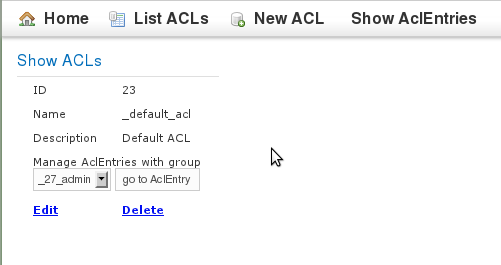 Home List ACLs New ACL Show AclEntries
Show ACLs
ID 23
Name _default_acl
Description Default ACL
Manage AclEntries with group
_27_admin go to AclEntry
Edit Delete